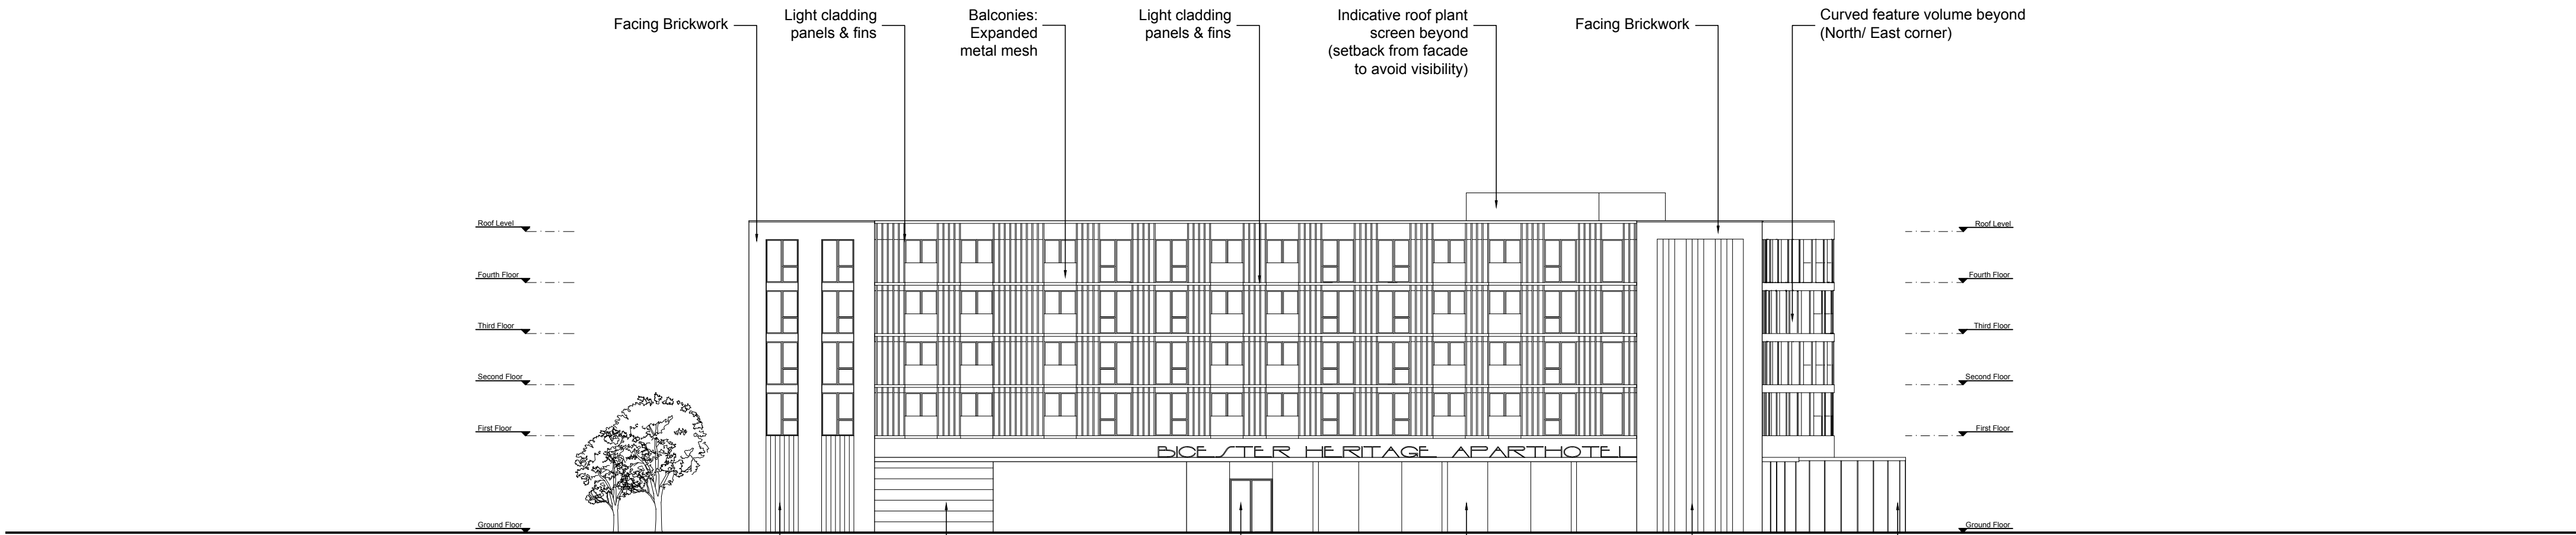 Facing Brickwork
Light cladding
panels & fins
Balconies:
Expanded
metal mesh
Light cladding
panels & fins
Indicative roof plant
screen beyond
(setback from facade
to avoid visibility)
Facing Brickwork
Curved feature volume beyond
(North/ East corner)
Roof Level
Fourth Floor
Third Floor
Second Floor
First Floor
Ground Floor
BICESTER HERITAGE APARTHOTEL
Roof Level
Fourth Floor
Third Floor
Second Floor
First Floor
Ground Floor